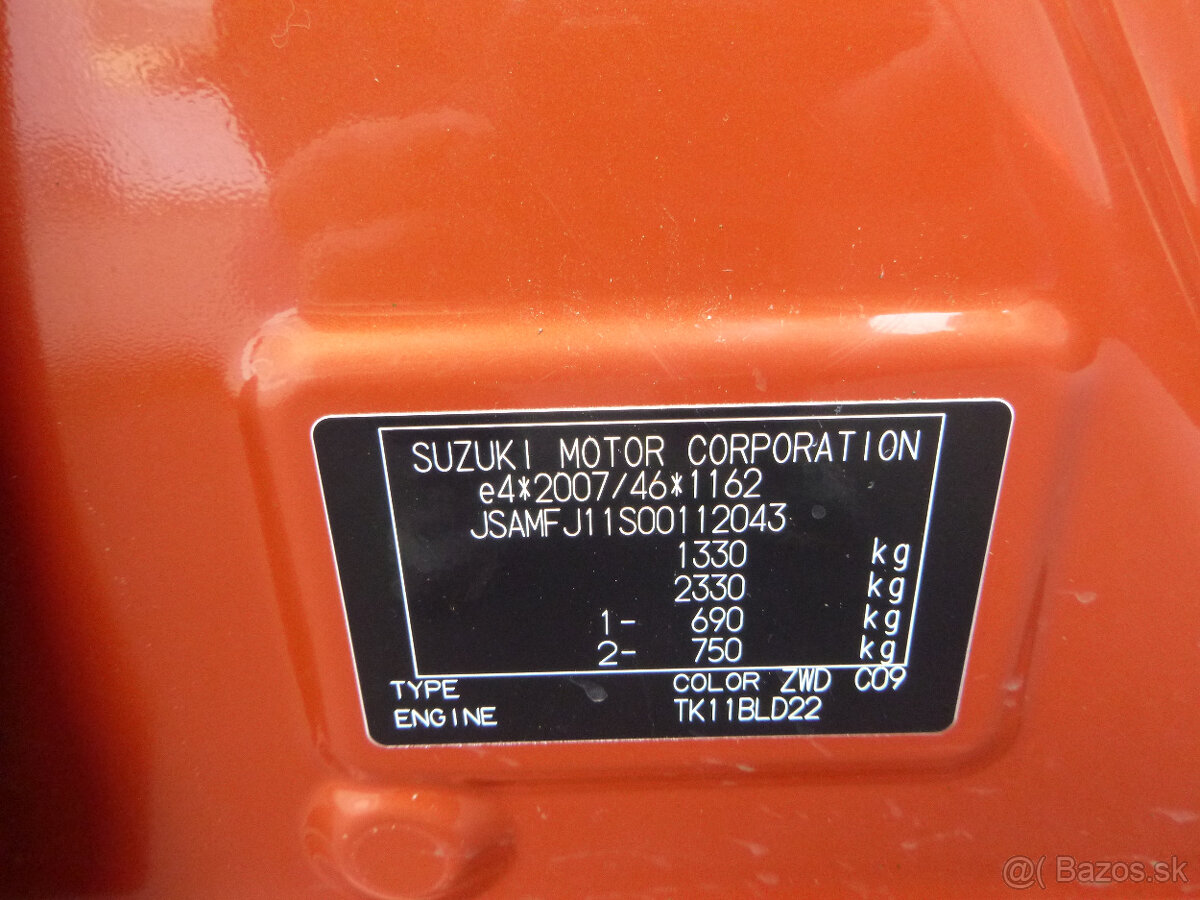 SUZUKI MOTOR CORPORATION
e4*2007/46*1162
JSAMFJ11S00112043
1330 kg
2330 kg
1- 690 kg
2- 750 kg
TYPE COLOR ZWD C09
ENGINE TK11BLD22
@( Bazos.sk